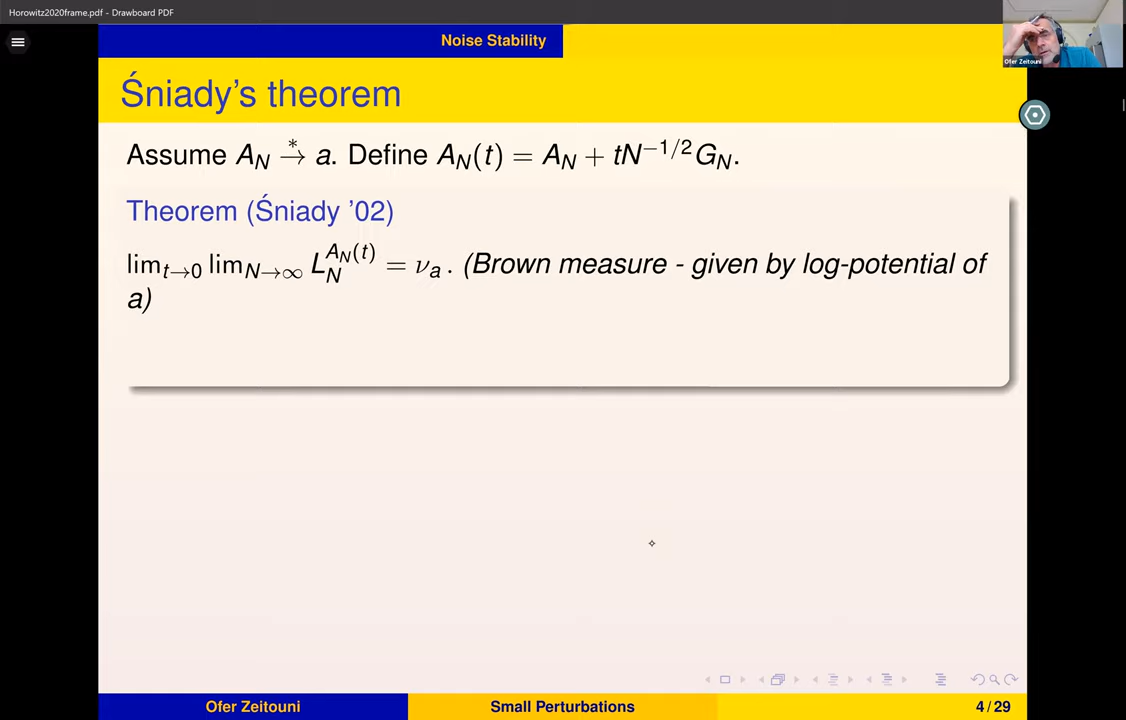 Horowitz2020frame.pdf - Drawboard PDF
Noise Stability
Ofer Zeitouni
Śniady's theorem
Assume A_N →^* a. Define A_N(t) = A_N + tN^{-1/2}G_N.
Theorem (Śniady '02)
lim_{t→0} lim_{N→∞} L_N^{A_N(t)} = ν_a. (Brown measure - given by log-potential of
a)
Ofer Zeitouni
Small Perturbations
4 / 29